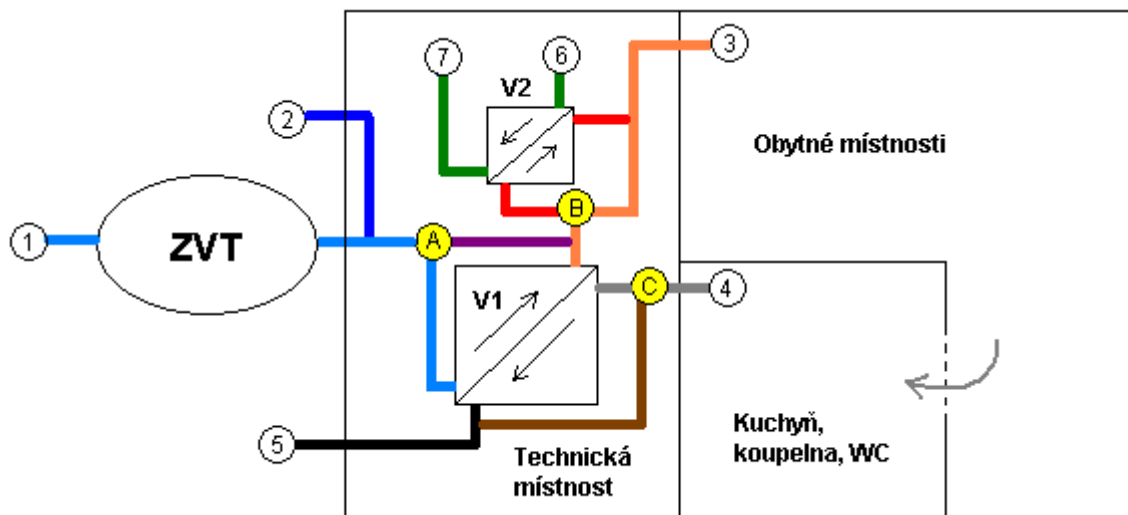 7
6
3
V2
2
Obytné místnosti
B
1
ZVT
A
V1
C
4
5
Technická
místnost
Kuchyň,
koupelna, WC